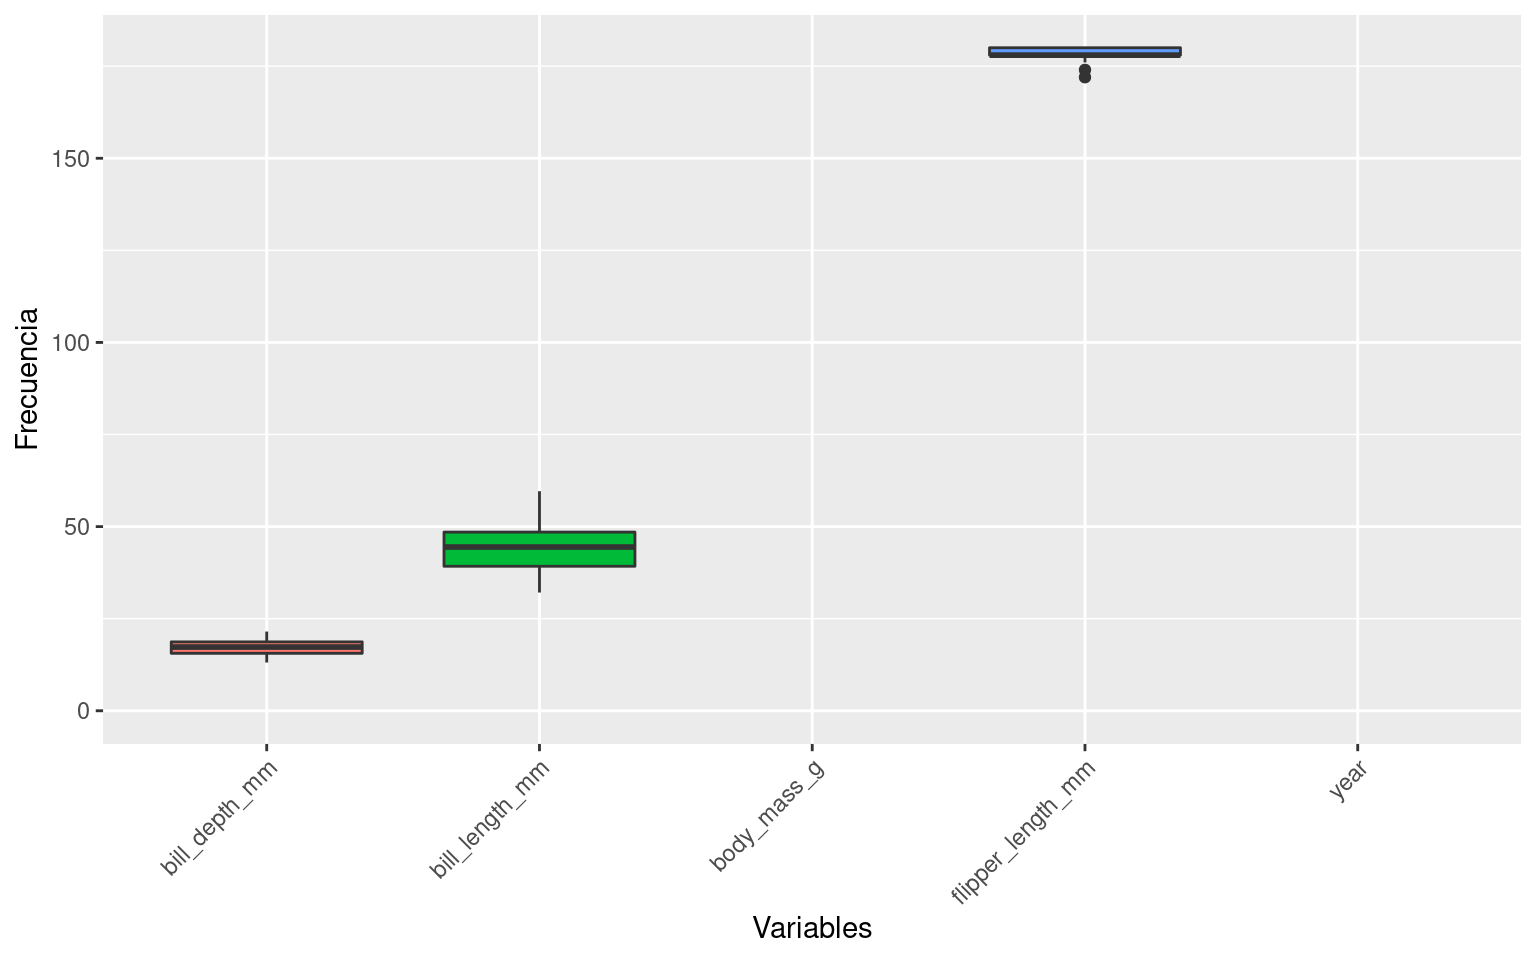 Frecuencia
150
100
50
0
bill_depth_mm
bill_length_mm
body_mass_g
flipper_length_mm
year
Variables